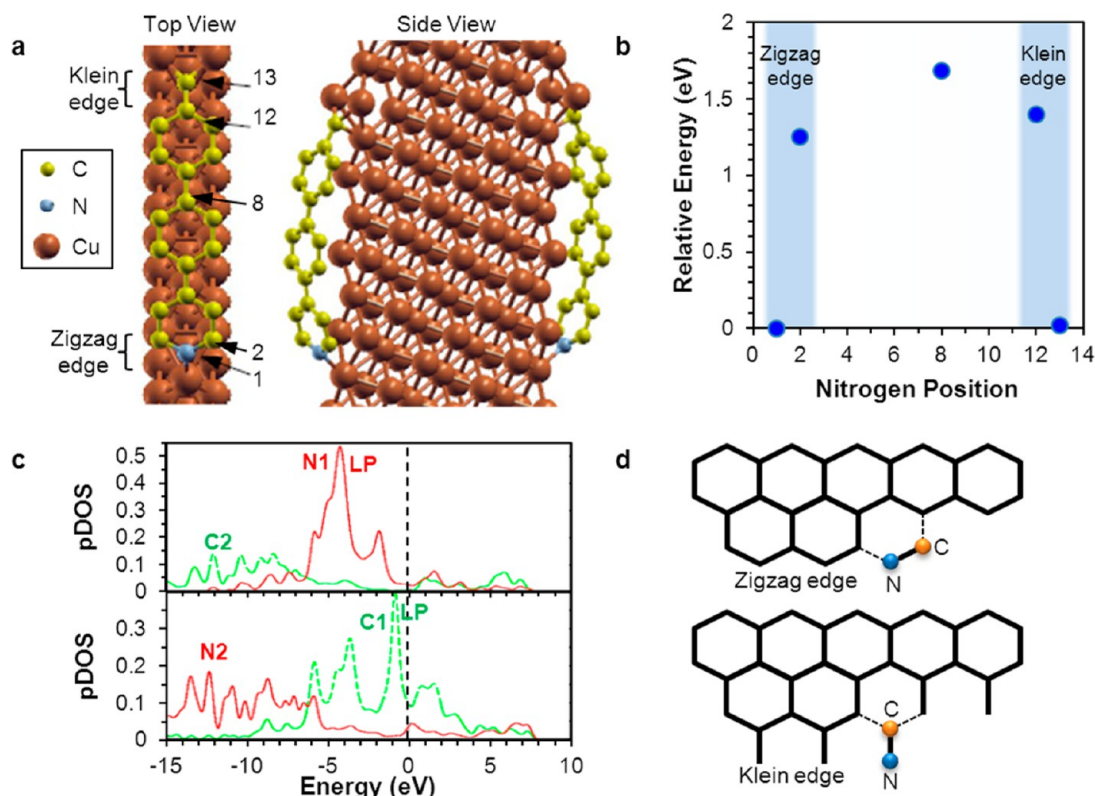 Top View
Side View
a
Klein
edge
13
12
8
C
N
Cu
Zigzag
edge
2
1
b
2
1.5
1
0.5
0
Relative Energy (eV)
Zigzag
edge
Klein
edge
0 2 4 6 8 10 12 14
Nitrogen Position
c
pDOS
0.5
0.4
0.3
0.2
0.1
0
N1 LP
C2
pDOS
0.3
0.2
0.1
0
C1 LP
N2
-15 -10 -5 0 5 10
Energy (eV)
d
C
N
Zigzag edge
C
N
Klein edge